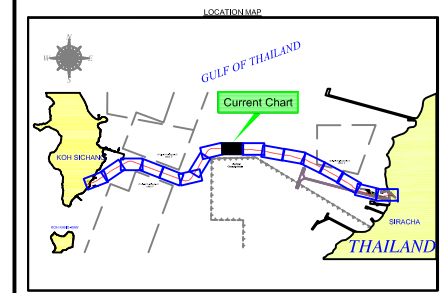 LOCATION MAP
N
W
E
S
GULF OF THAILAND
Current Chart
KOH SICHANG
SIRACHA
THAILAND